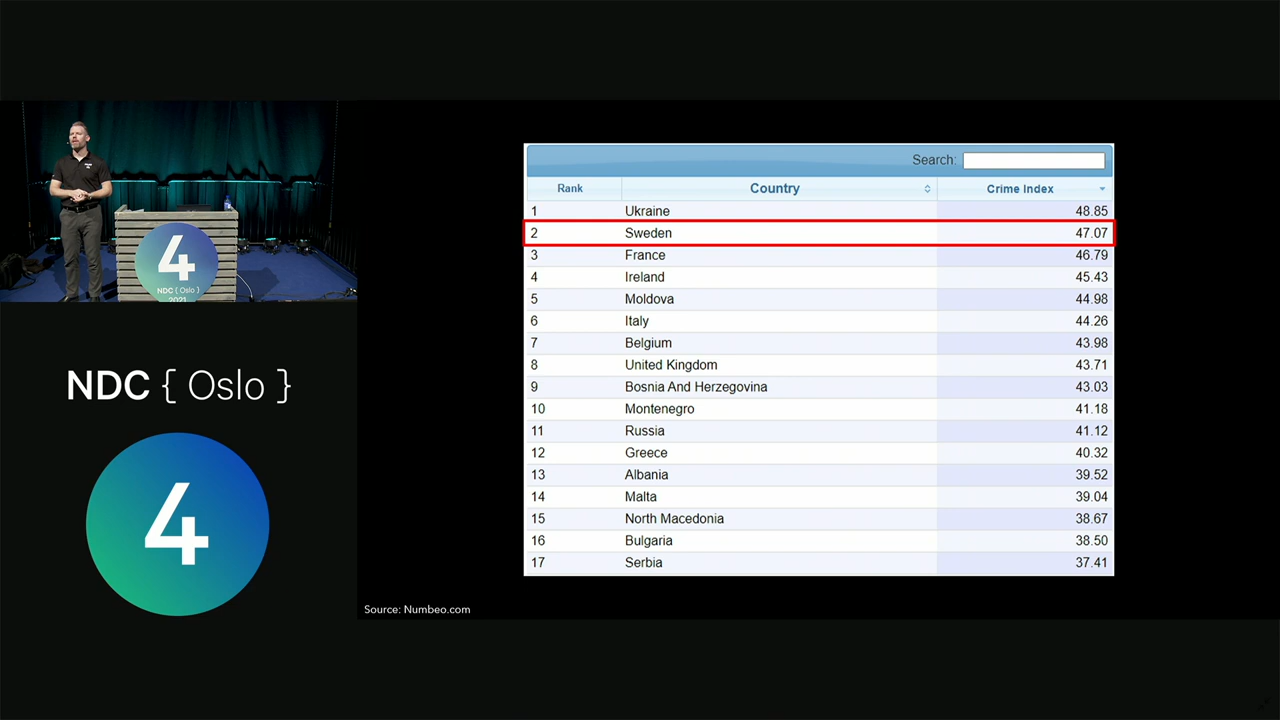 4
NDC { Oslo }
2021
NDC { Oslo }
4
Search:
Rank Country Crime Index
1 Ukraine 48.85
2 Sweden 47.07
3 France 46.79
4 Ireland 45.43
5 Moldova 44.98
6 Italy 44.26
7 Belgium 43.98
8 United Kingdom 43.71
9 Bosnia And Herzegovina 43.03
10 Montenegro 41.18
11 Russia 41.12
12 Greece 40.32
13 Albania 39.52
14 Malta 39.04
15 North Macedonia 38.67
16 Bulgaria 38.50
17 Serbia 37.41
Source: Numbeo.com